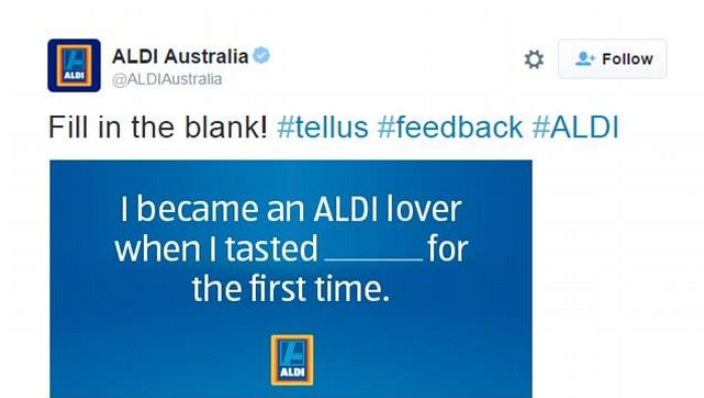 ALDI Australia
@ALDIAustralia
Follow
Fill in the blank! #tellus #feedback #ALDI
I became an ALDI lover
when I tasted ______ for
the first time.
ALDI